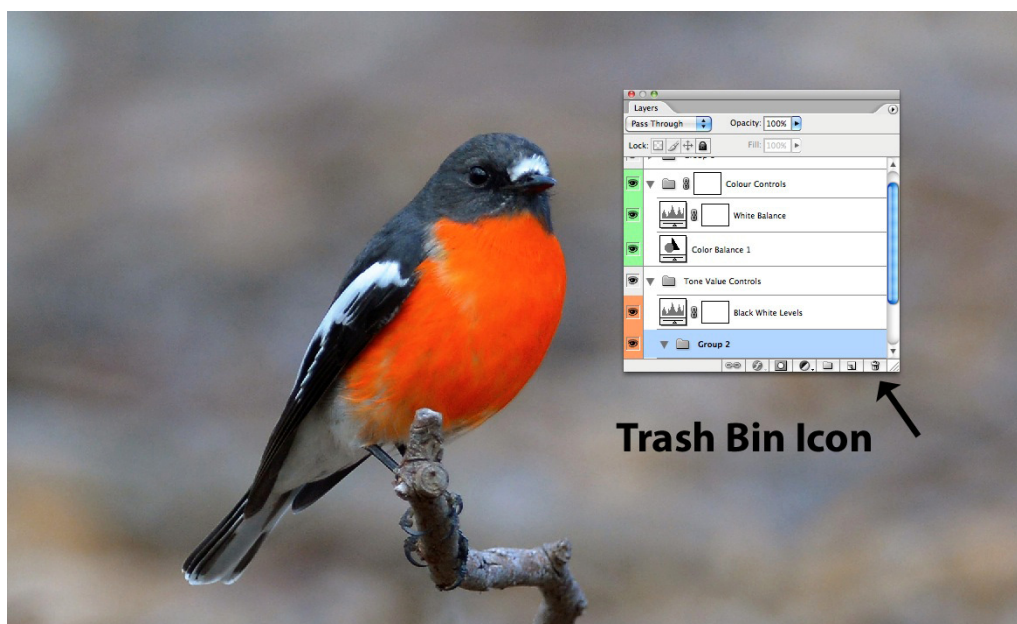 Layers
Pass Through Opacity: 100%
Lock: Fill: 100%
Colour Controls
White Balance
Color Balance 1
Tone Value Controls
Black White Levels
Group 2
Trash Bin Icon